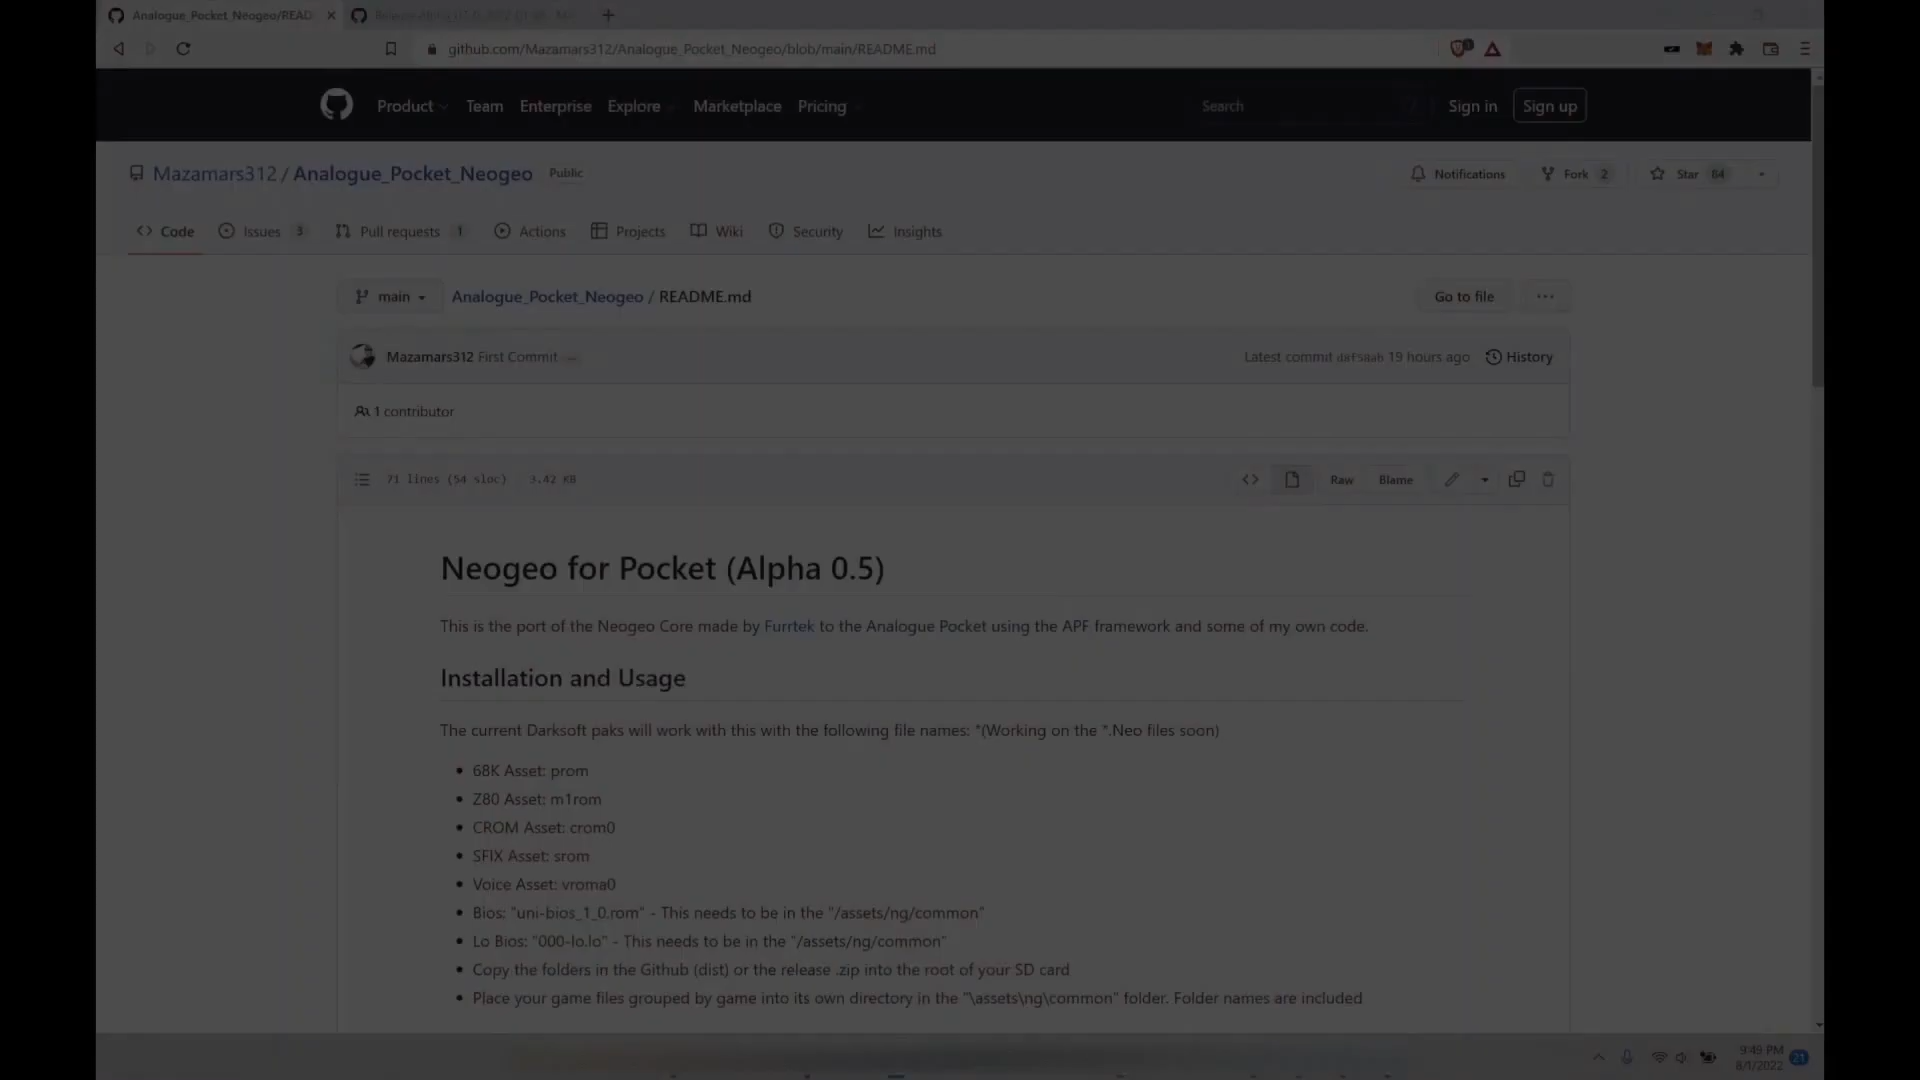 Analogue_Pocket_Neogeo/READ
github.com/Mazamars312/Analogue_Pocket_Neogeo/blob/main/README.md
Product Team Enterprise Explore Marketplace Pricing Search Sign in Sign up
Mazamars312 / Analogue_Pocket_Neogeo Public Notifications Fork 2 Star 64
Code Issues 3 Pull requests 1 Actions Projects Wiki Security Insights
main Analogue_Pocket_Neogeo / README.md Go to file ...
Mazamars312 First Commit ... Latest commit 19 hours ago History
1 contributor
71 lines (54 sloc) 3.42 KB Raw Blame
Neogeo for Pocket (Alpha 0.5)
This is the port of the Neogeo Core made by Furrtek to the Analogue Pocket using the APF framework and some of my own code.
Installation and Usage
The current Darksoft paks will work with this with the following file names: *(Working on the *.Neo files soon)
• 68K Asset: prom
• Z80 Asset: m1rom
• CROM Asset: crom0
• SFIX Asset: srom
• Voice Asset: vroma0
• Bios: "uni-bios_1_0.rom" - This needs to be in the "/assets/ng/common"
• Lo Bios: "000-lo.lo" - This needs to be in the "/assets/ng/common"
• Copy the folders in the Github (dist) or the release .zip into the root of your SD card
• Place your game files grouped by game into its own directory in the "\assets\ng\common" folder. Folder names are included
9:49 PM
8/1/2022
21